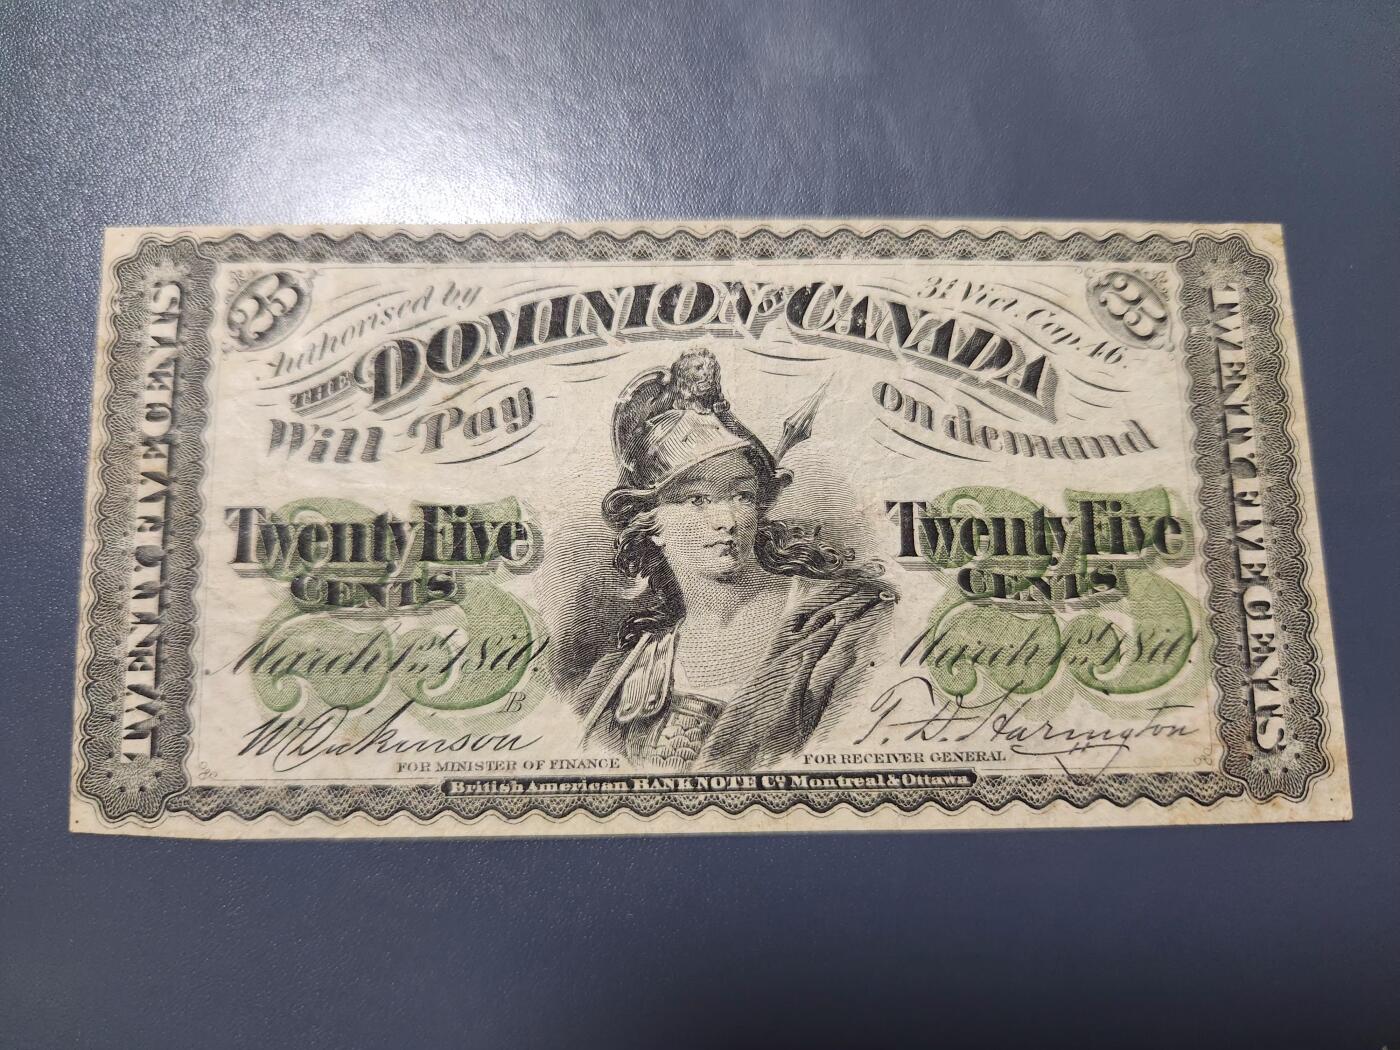 25
25
Authorised by
31 Vict. Cap. 46.
THE DOMINION OF CANADA
Will Pay
on demand
TWENTY FIVE CENTS
TWENTY FIVE CENTS
Twenty Five
CENTS
Twenty Five
CENTS
25
25
March 1st 1870.
March 1st 1870.
B
W Dickinson
T. D. Harington
FOR MINISTER OF FINANCE
FOR RECEIVER GENERAL
British American BANK NOTE Co. Montreal & Ottawa